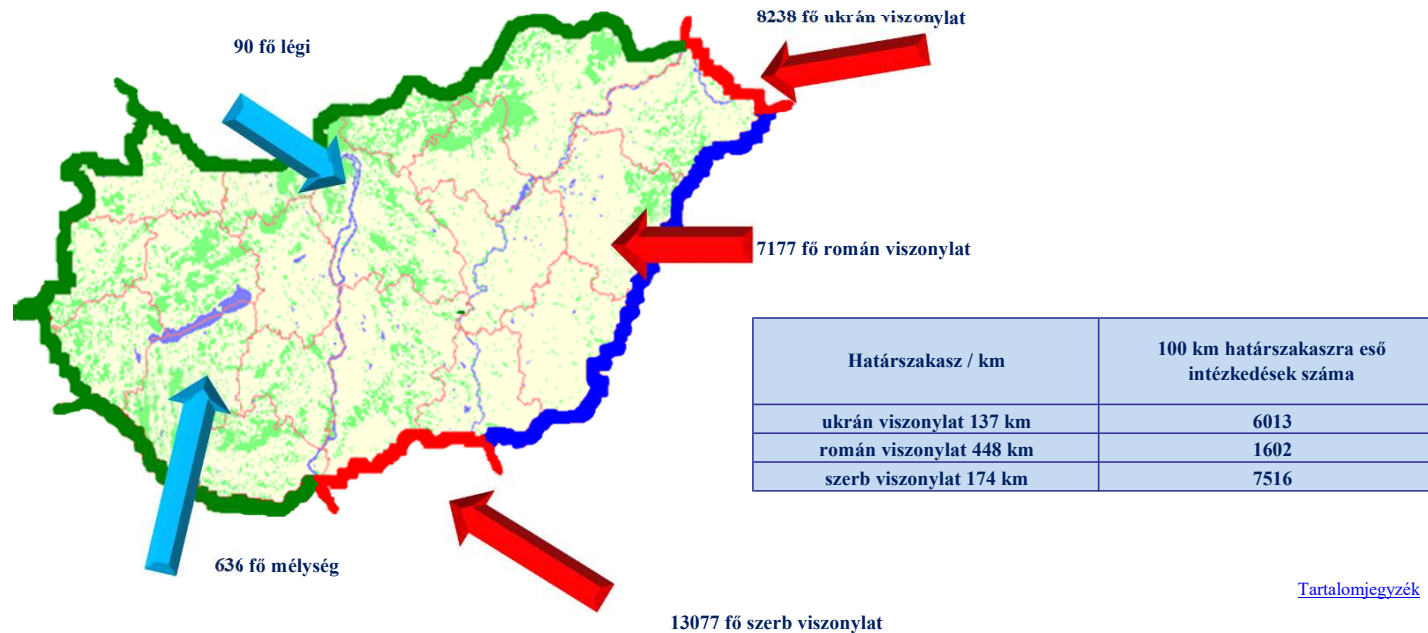 8238 fő ukrán viszonylat
90 fő légi
7177 fő román viszonylat
Határszakasz / km
100 km határszakaszra eső
intézkedések száma
ukrán viszonylat 137 km
6013
román viszonylat 448 km
1602
szerb viszonylat 174 km
7516
636 fő mélység
Tartalomjegyzék
13077 fő szerb viszonylat